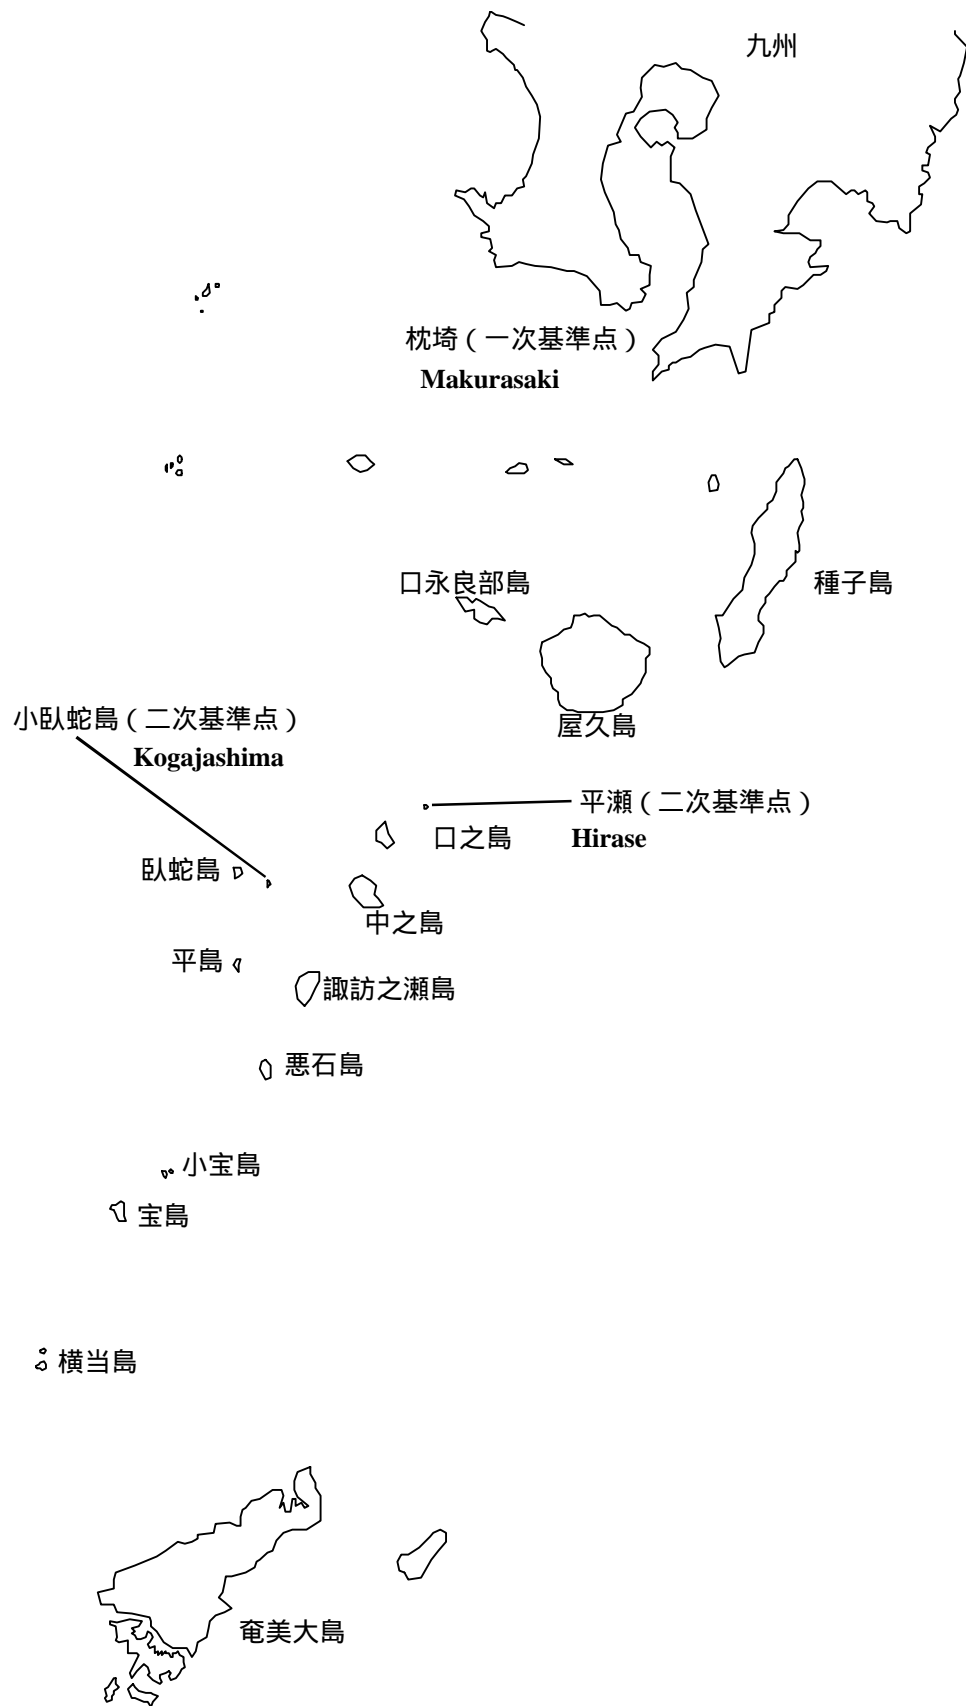 九州
枕埼（一次基準点）
Makurasaki
口永良部島
種子島
屋久島
小臥蛇島（二次基準点）
Kogajashima
平瀬（二次基準点）
Hirase
口之島
臥蛇島
中之島
平島
諏訪之瀬島
悪石島
小宝島
宝島
横当島
奄美大島